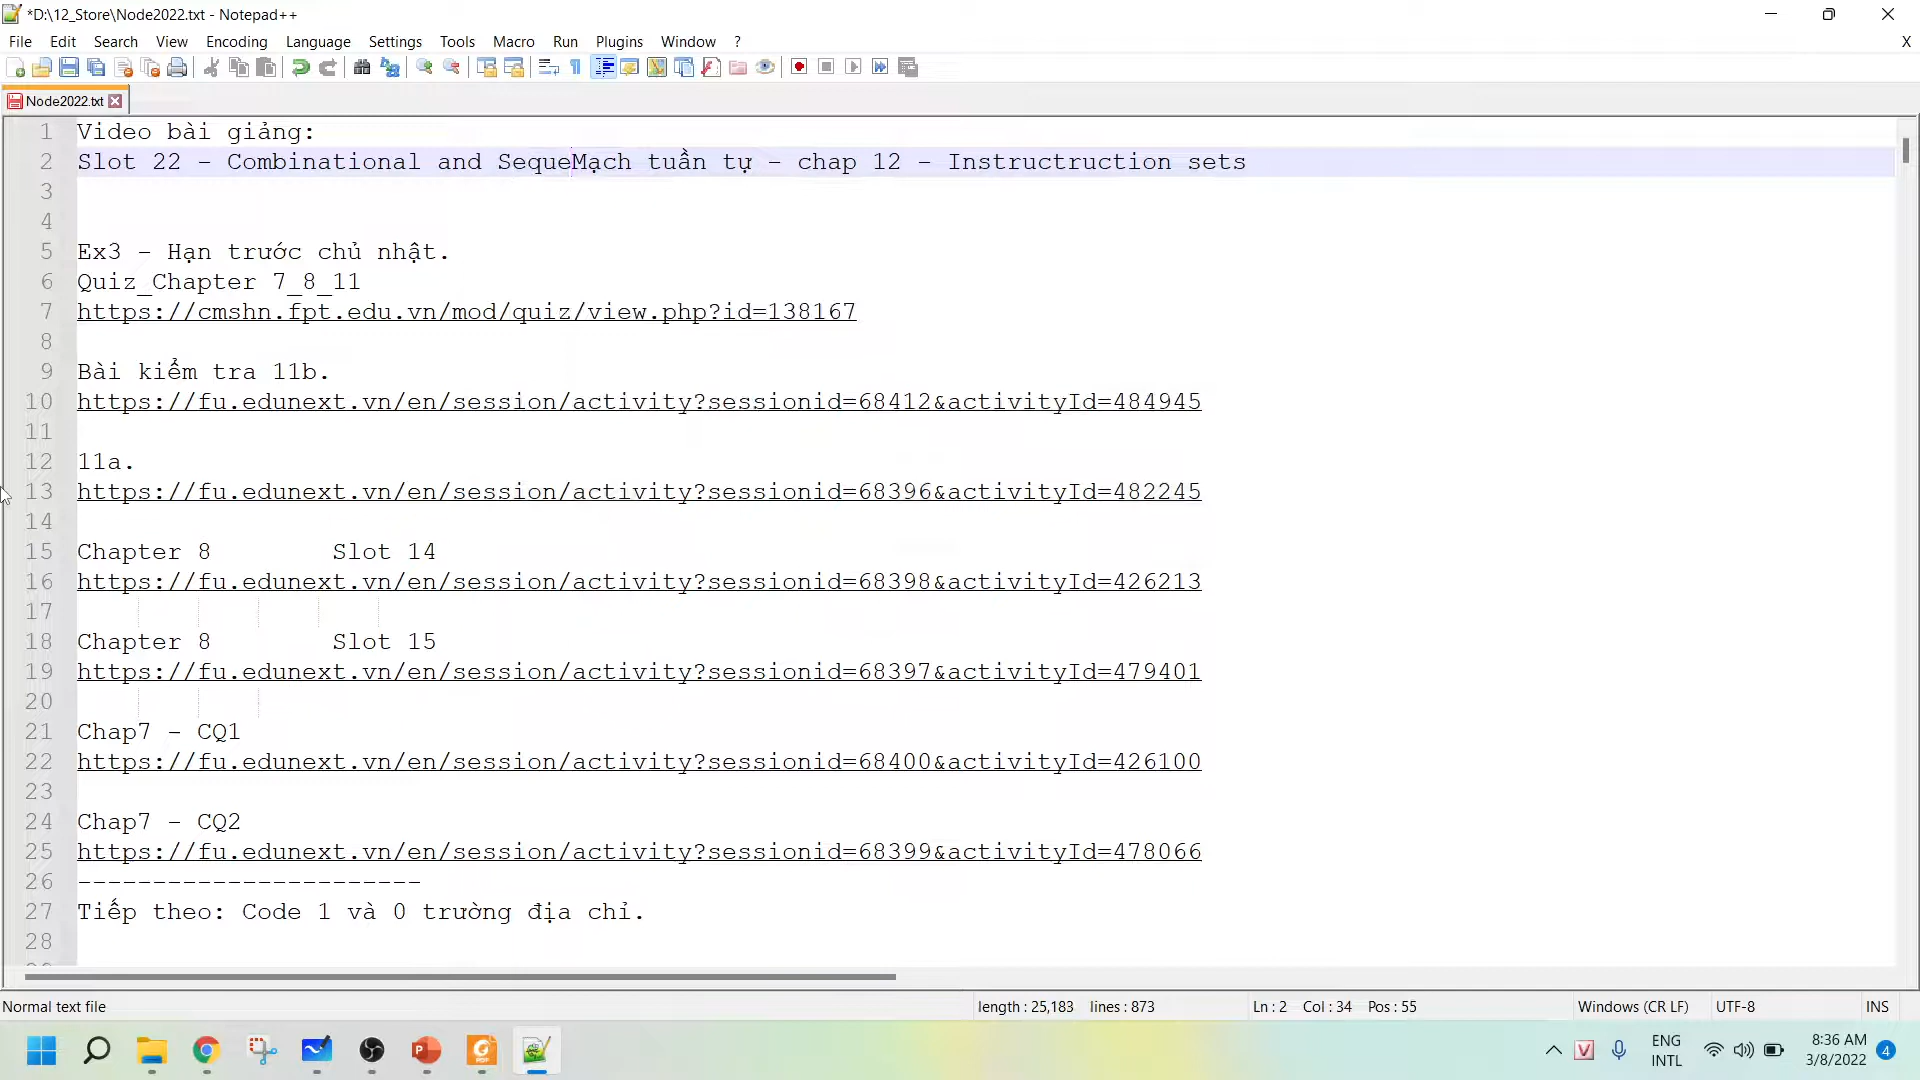 *D:\12_Store\Node2022.txt - Notepad++
File Edit Search View Encoding Language Settings Tools Macro Run Plugins Window ? X
Node2022.txt
1 Video bài giảng:
2 Slot 22 - Combinational and SequeMạch tuần tự - chap 12 - Instructruction sets
3
4
5 Ex3 - Hạn trước chủ nhật.
6 Quiz_Chapter 7_8_11
7 https://cmshn.fpt.edu.vn/mod/quiz/view.php?id=138167
8
9 Bài kiểm tra 11b.
10 https://fu.edunext.vn/en/session/activity?sessionid=68412&activityId=484945
11
12 11a.
13 https://fu.edunext.vn/en/session/activity?sessionid=68396&activityId=482245
14
15 Chapter 8 Slot 14
16 https://fu.edunext.vn/en/session/activity?sessionid=68398&activityId=426213
17
18 Chapter 8 Slot 15
19 https://fu.edunext.vn/en/session/activity?sessionid=68397&activityId=479401
20
21 Chap7 - CQ1
22 https://fu.edunext.vn/en/session/activity?sessionid=68400&activityId=426100
23
24 Chap7 - CQ2
25 https://fu.edunext.vn/en/session/activity?sessionid=68399&activityId=478066
26 -----------------------
27 Tiếp theo: Code 1 và 0 trường địa chỉ.
28
Normal text file length : 25,183 lines : 873 Ln : 2 Col : 34 Pos : 55 Windows (CR LF) UTF-8 INS
ENG
INTL
8:36 AM
3/8/2022
4